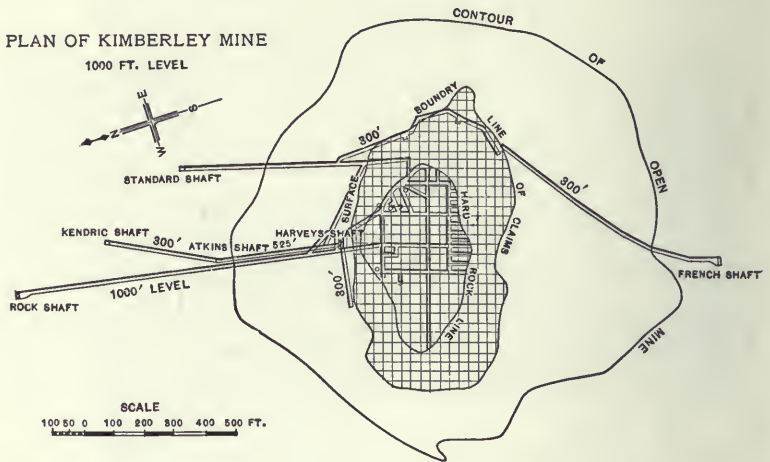 PLAN OF KIMBERLEY MINE
1000 FT. LEVEL
E
S
N
W
CONTOUR
OF
OPEN
MINE
SURFACE
BOUNDRY
LINE
OF
CLAIMS
HARD
ROCK
LINE
300'
STANDARD SHAFT
KENDRIC SHAFT
300'
ATKINS SHAFT
525'
HARVEYS SHAFT
1000' LEVEL
ROCK SHAFT
300'
FRENCH SHAFT
SCALE
100 50 0 100 200 300 400 500 FT.